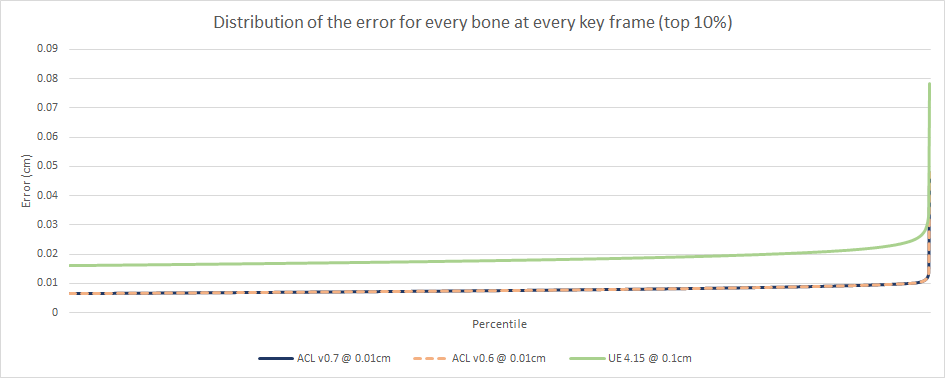 Distribution of the error for every bone at every key frame (top 10%)
0.09
0.08
0.07
0.06
0.05
0.04
0.03
0.02
0.01
0
Error (cm)
Percentile
ACL v0.7 @ 0.01cm ACL v0.6 @ 0.01cm UE 4.15 @ 0.1cm